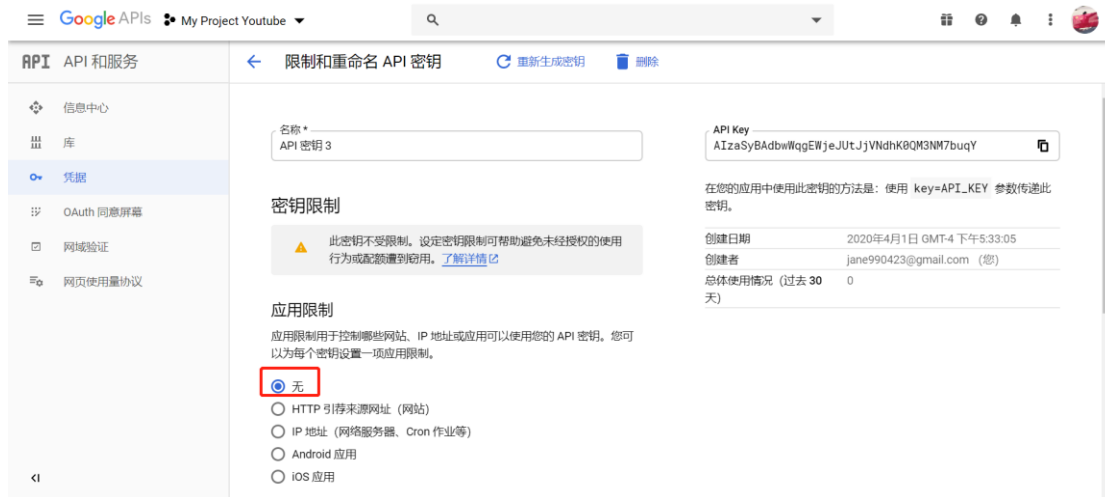 Google APIs My Project Youtube
API API 和服务
限制和重命名 API 密钥
重新生成密钥
删除
信息中心
库
凭据
OAuth 同意屏幕
网域验证
网页使用量协议
名称 *
API 密钥 3
密钥限制
此密钥不受限制。设定密钥限制可帮助避免未经授权的使用
行为或配额遭到窃用。了解详情
应用限制
应用限制用于控制哪些网站、IP 地址或应用可以使用您的 API 密钥。您可
以为每个密钥设置一项应用限制。
无
HTTP 引荐来源网址（网站）
IP 地址（网络服务器、Cron 作业等）
Android 应用
iOS 应用
API Key
AIzaSyBAdbwWqgEWjeJUtJjVNdhK0QM3NM7buqY
在您的应用中使用此密钥的方法是：使用 key=API_KEY 参数传递此
密钥。
创建日期 2020年4月1日 GMT-4 下午5:33:05
创建者 jane990423@gmail.com （您）
总体使用情况（过去 30 0
天）